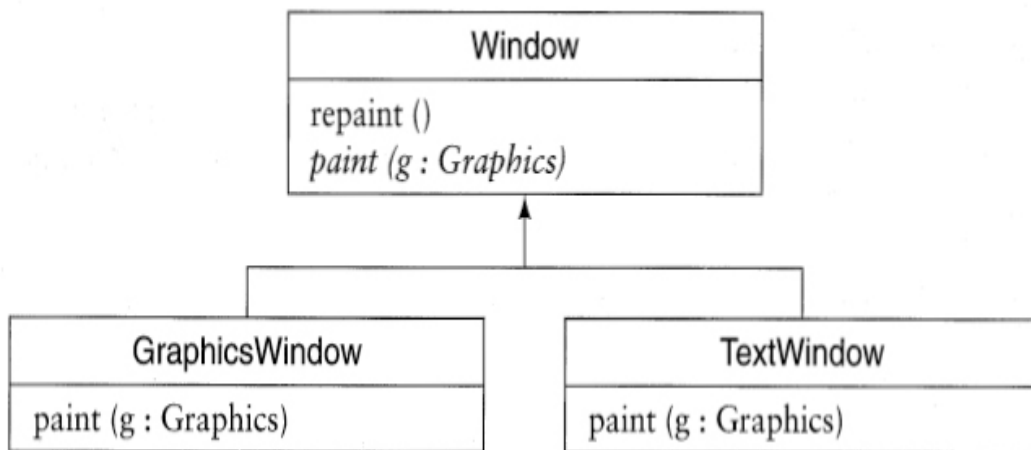 Window
repaint ()
paint (g : Graphics)
GraphicsWindow
TextWindow
paint (g : Graphics)
paint (g : Graphics)